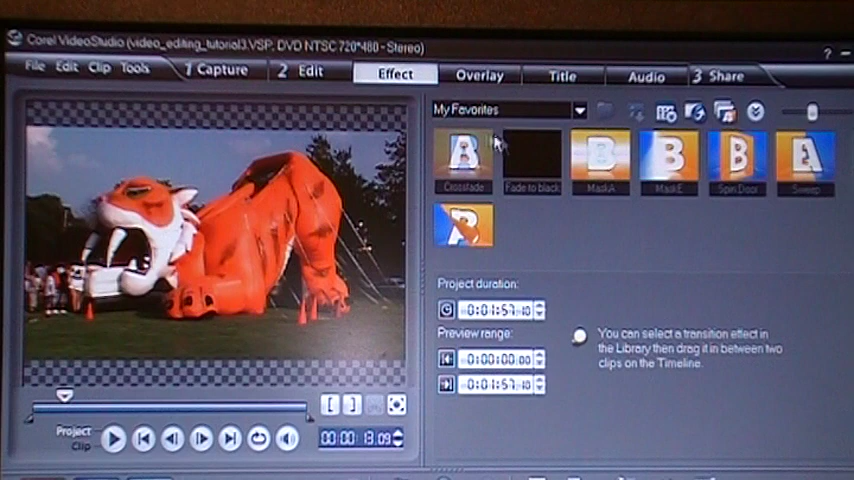 Corel VideoStudio (video_editing_tutorial3.VSP; DVD NTSC 720*480 - Stereo)
File Edit Clip Tools 1 Capture 2 Edit Effect Overlay Title Audio 3 Share
My Favorites
Crossfade Fade to black MaskA MaskE Spin Door Sweep
Project duration:
0:01:57:10
Preview range:
0:00:00:00
0:01:57:10
You can select a transition effect in
the Library then drag it in between two
clips on the Timeline.
Project
Clip
00:00:13:09